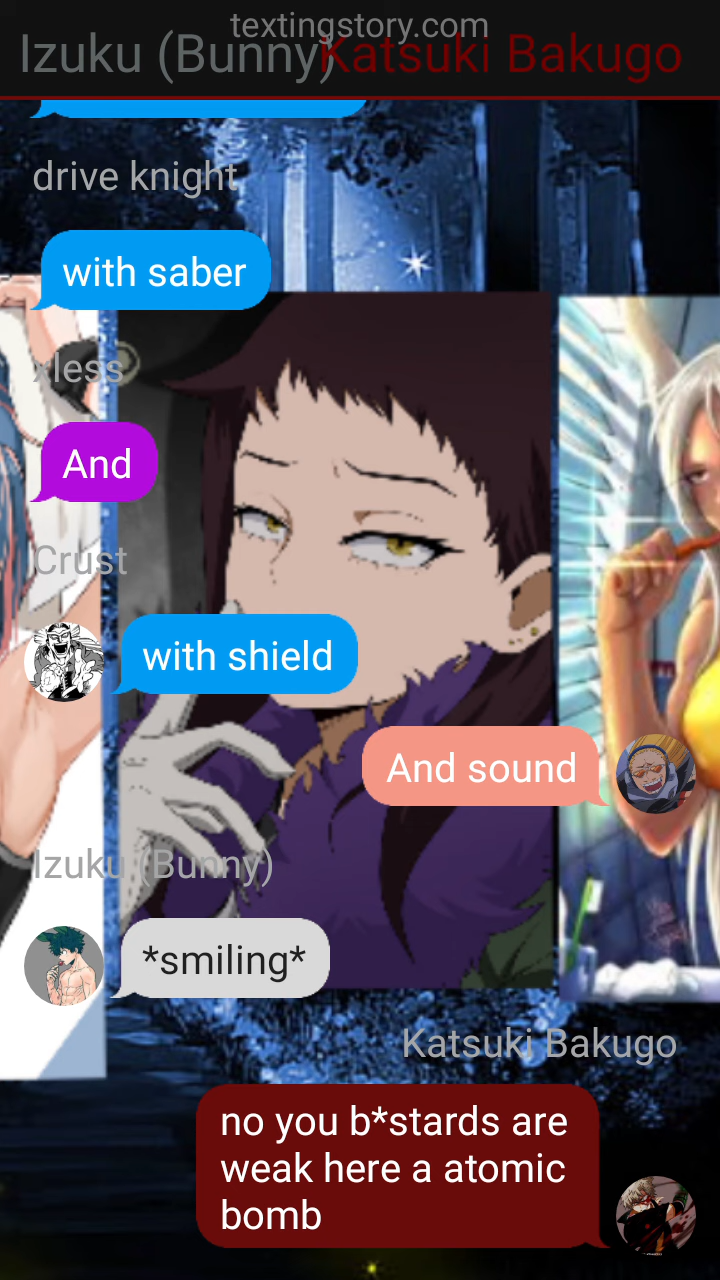 textingstory.com
Izuku (Bunny)
Katsuki Bakugo
drive knight
with saber
xless
And
Crust
with shield
And sound
Izuku (Bunny)
*smiling*
Katsuki Bakugo
no you b*stards are
weak here a atomic
bomb